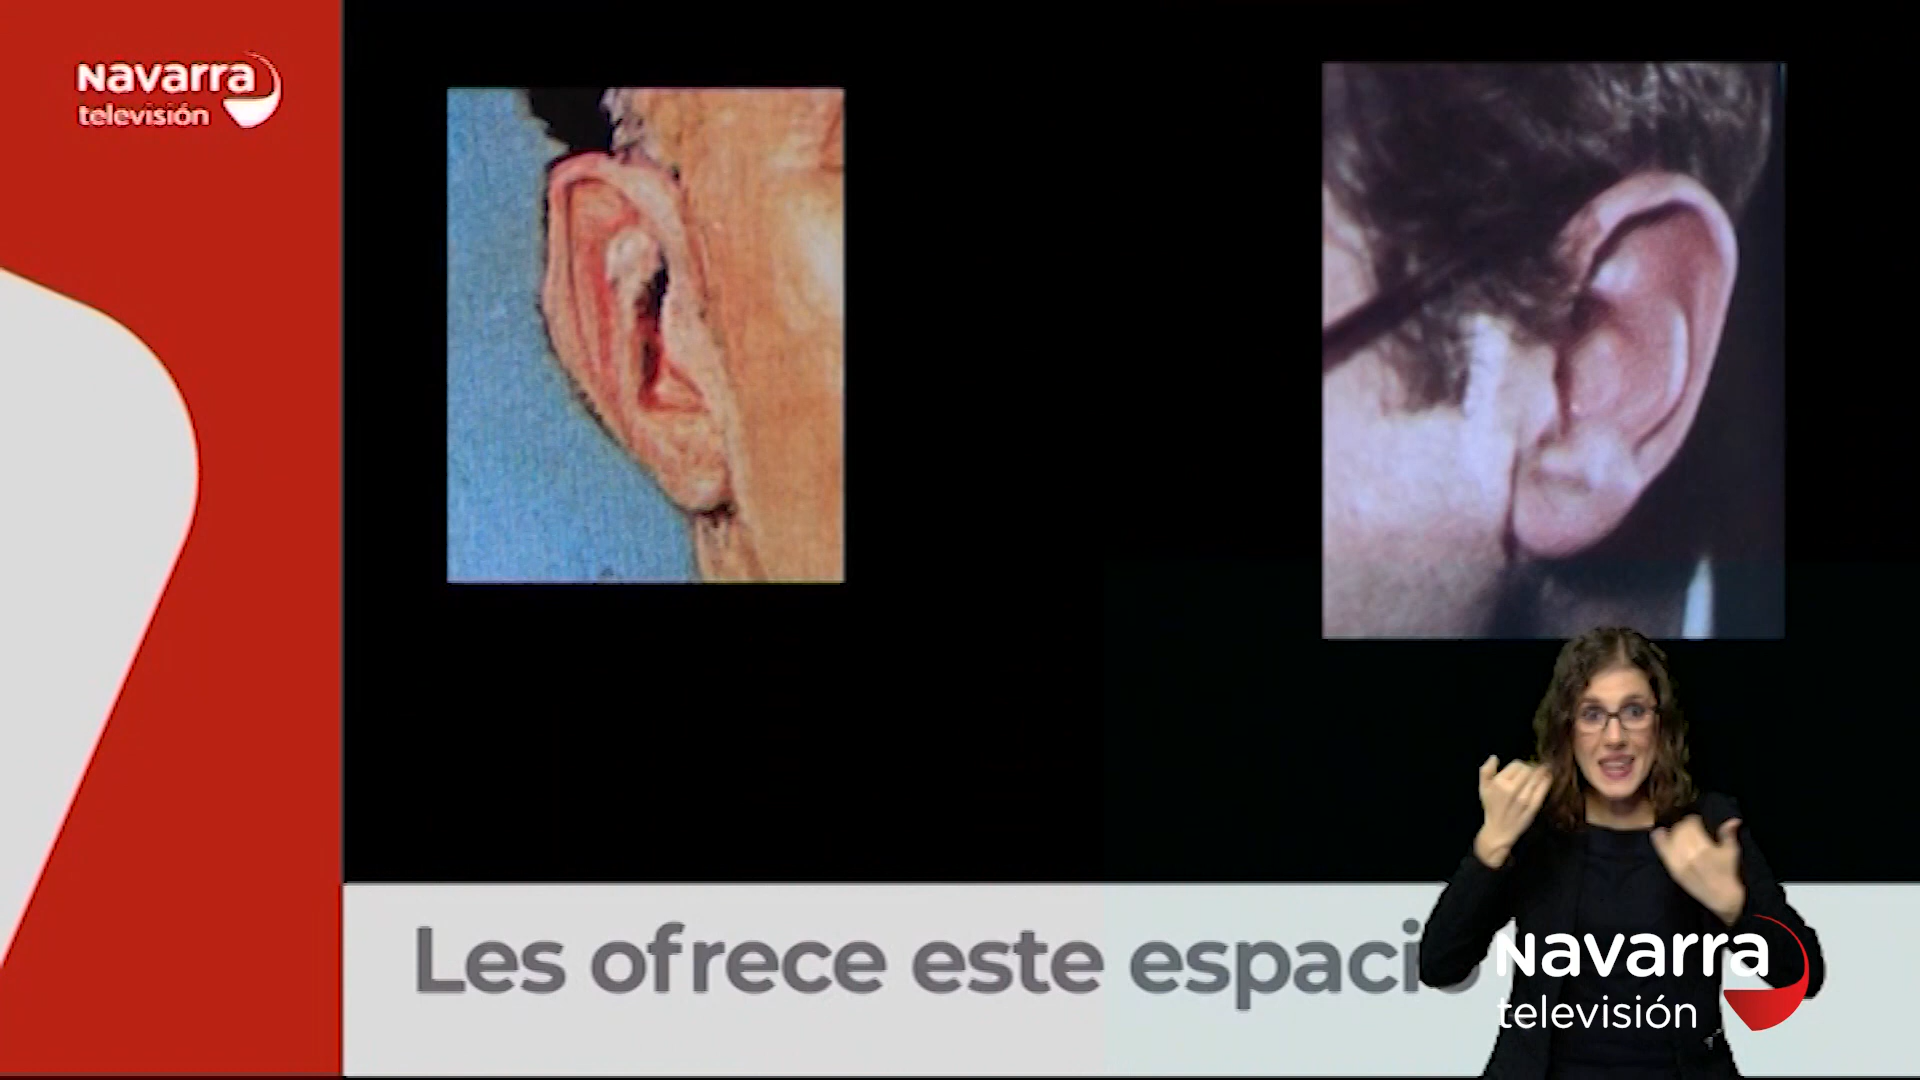 Navarra
televisión
Les ofrece este espacio
Navarra
televisión